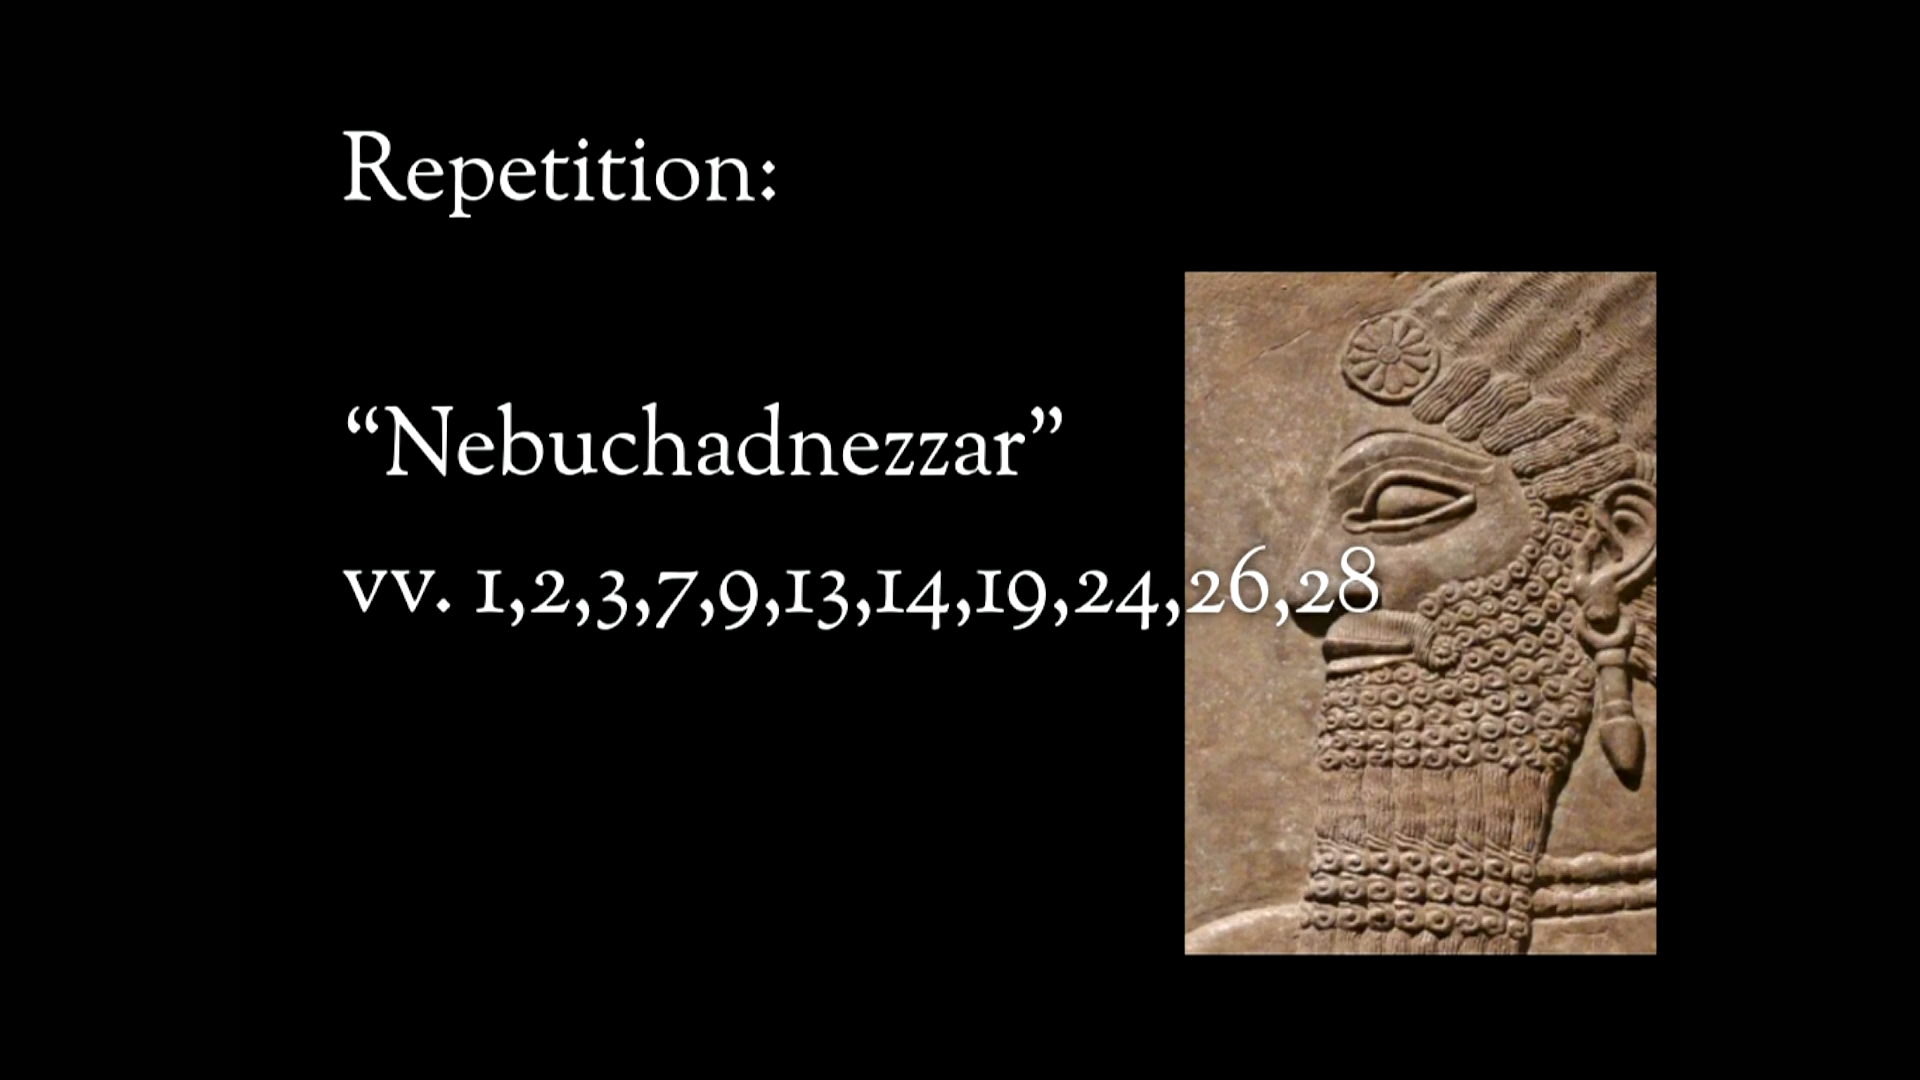 Repetition:
“Nebuchadnezzar”
vv. 1,2,3,7,9,13,14,19,24,26,28